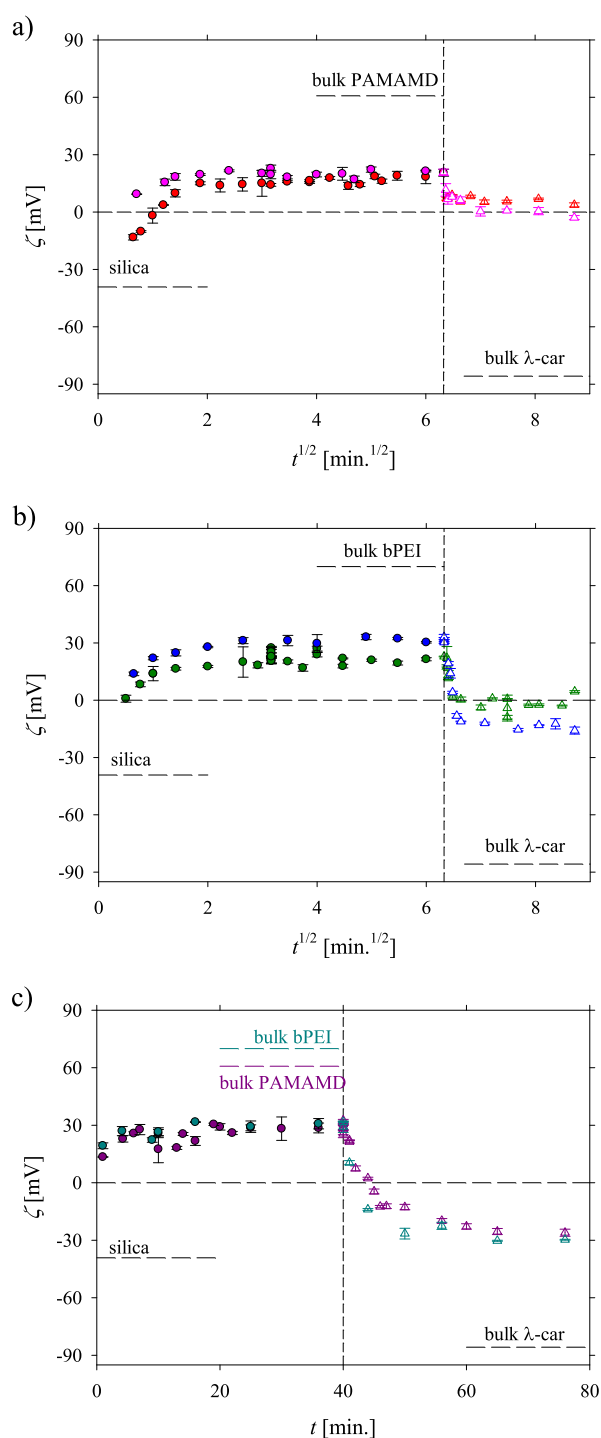 a)
90
bulk PAMAMD
60
30
ζ [mV]
0
silica
-30
-60
bulk λ-car
-90
0 2 4 6 8
t^1/2 [min.^1/2]
b)
90
bulk bPEI
60
30
ζ [mV]
0
silica
-30
-60
bulk λ-car
-90
0 2 4 6 8
t^1/2 [min.^1/2]
c)
90
bulk bPEI
60
bulk PAMAMD
30
ζ [mV]
0
silica
-30
-60
bulk λ-car
-90
0 20 40 60 80
t [min.]